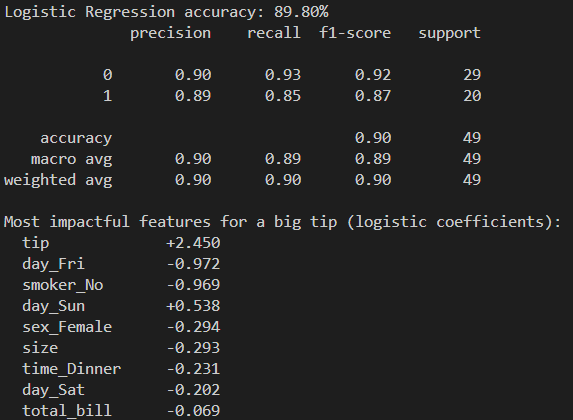 Logistic Regression accuracy: 89.80%
precision recall f1-score support
0 0.90 0.93 0.92 29
1 0.89 0.85 0.87 20
accuracy 0.90 49
macro avg 0.90 0.89 0.89 49
weighted avg 0.90 0.90 0.90 49
Most impactful features for a big tip (logistic coefficients):
tip +2.450
day_Fri -0.972
smoker_No -0.969
day_Sun +0.538
sex_Female -0.294
size -0.293
time_Dinner -0.231
day_Sat -0.202
total_bill -0.069